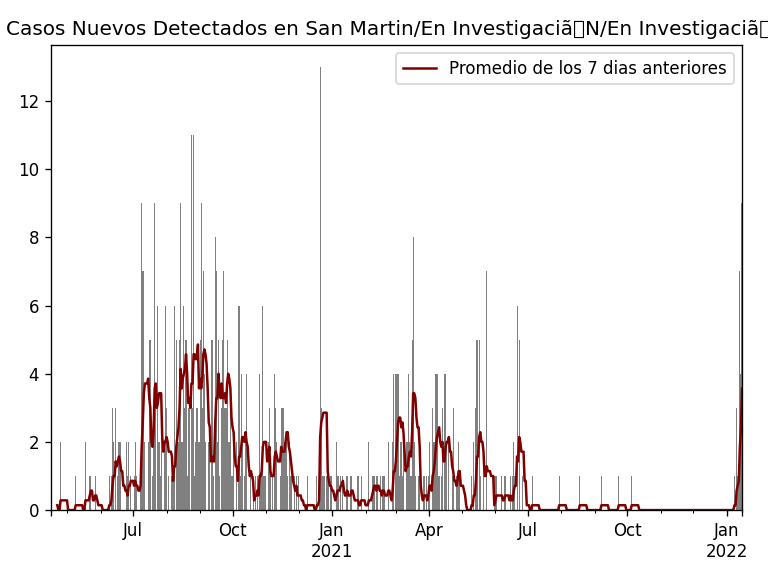 Casos Nuevos Detectados en San Martin/En Investigaciã▯N/En Investigaciã▯
Promedio de los 7 dias anteriores
12
10
8
6
4
2
0
Jul Oct Jan Apr Jul Oct Jan
2021 2022